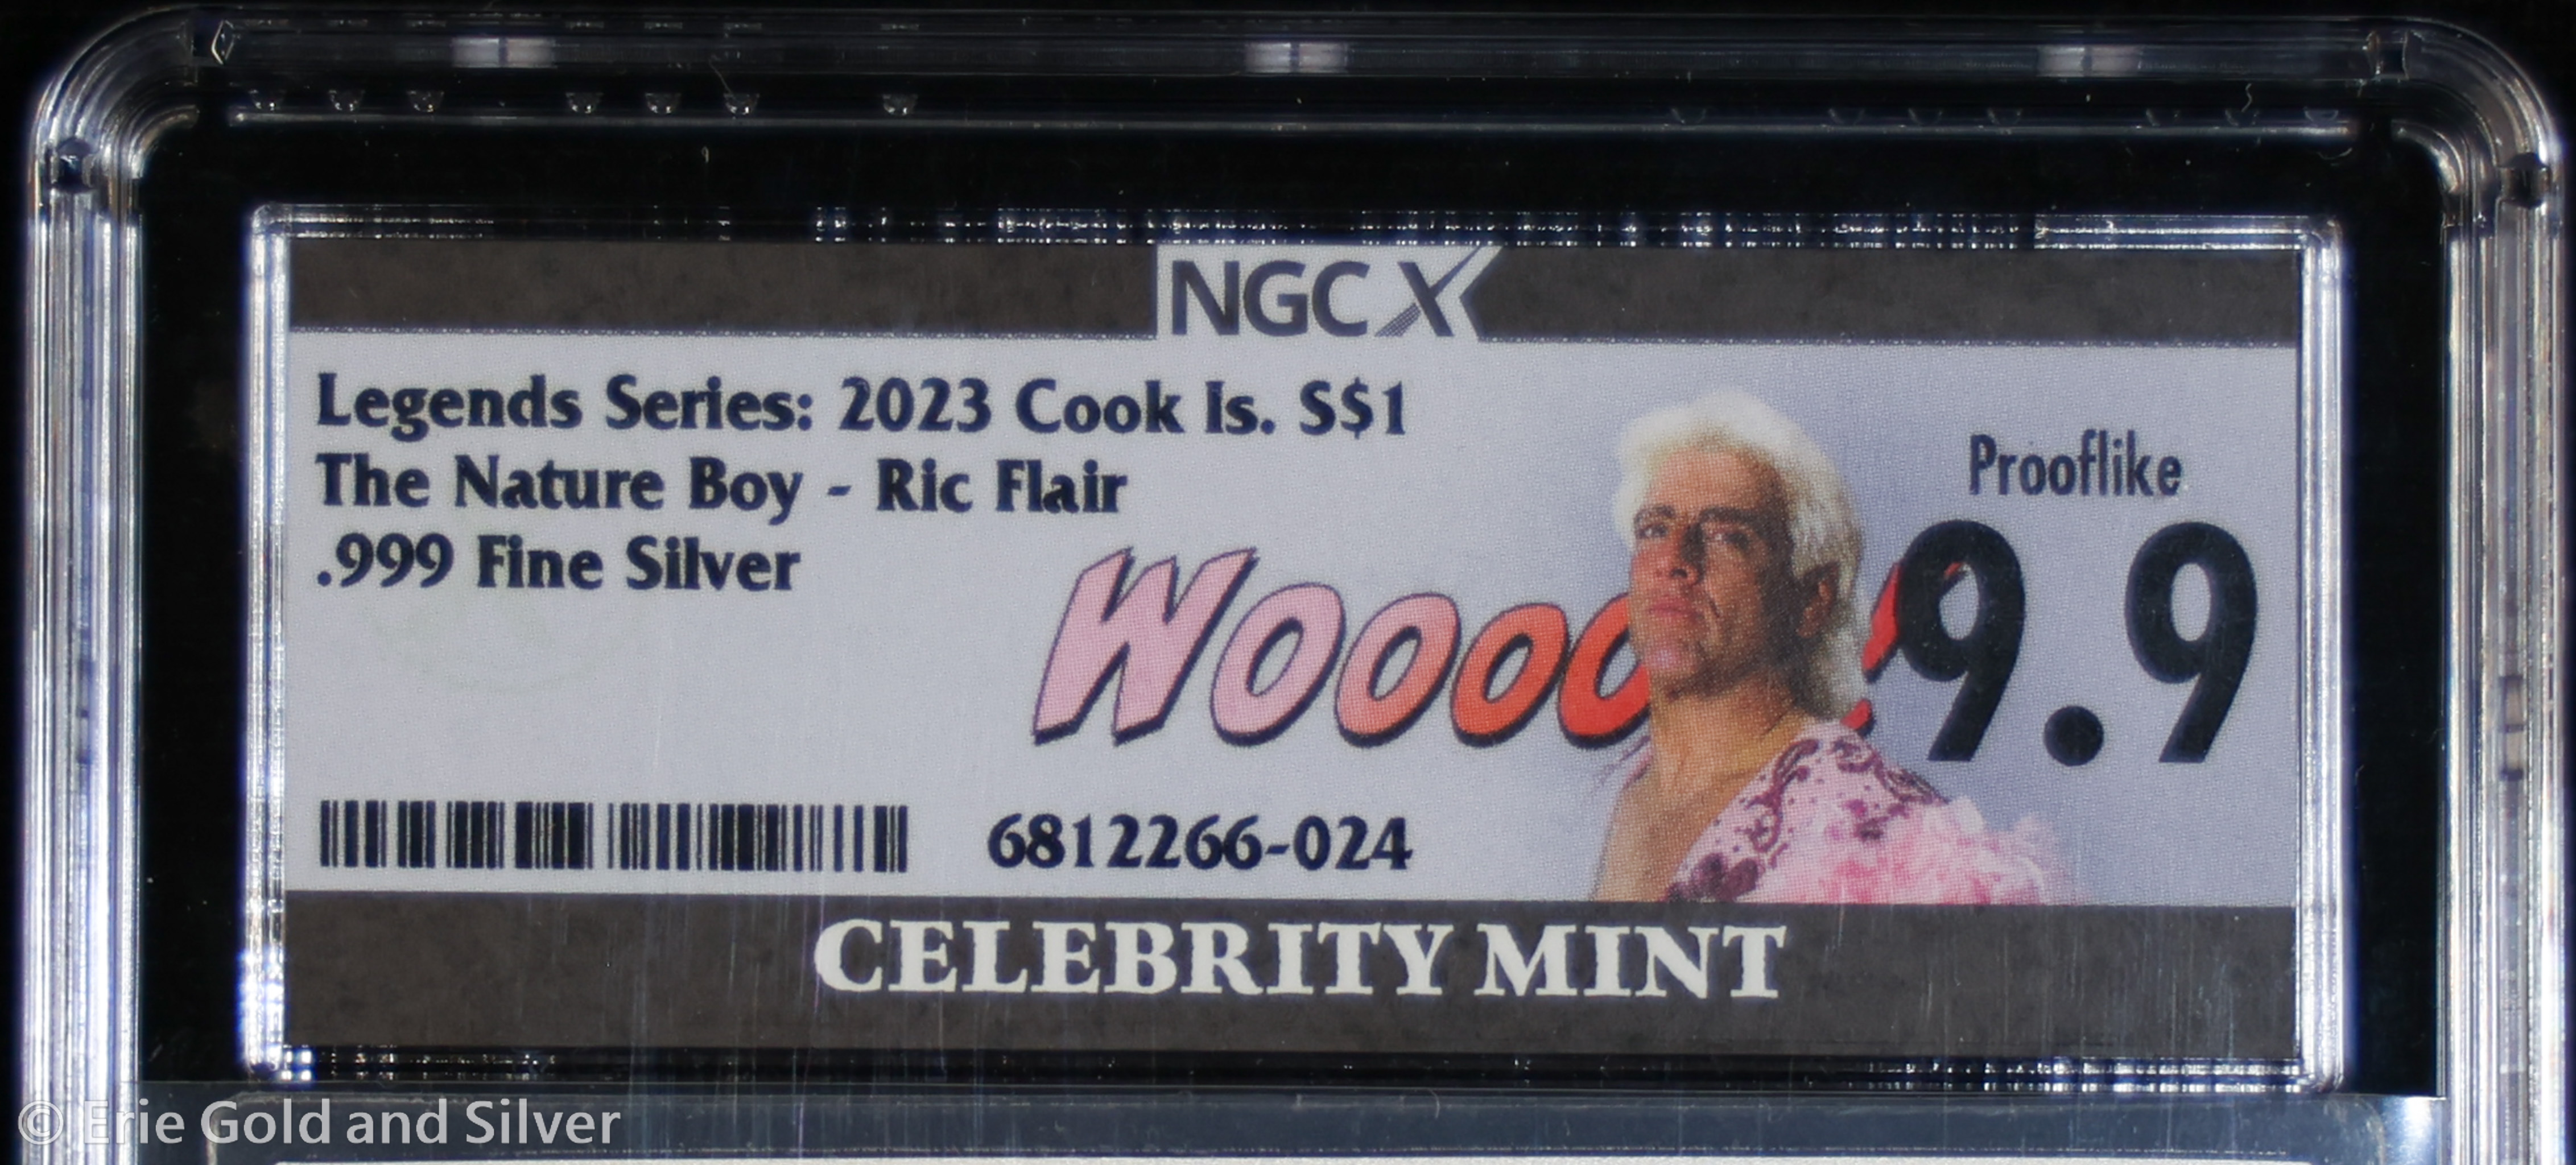 NGCX
Legends Series: 2023 Cook Is. S$1
The Nature Boy - Ric Flair
.999 Fine Silver
Prooflike
9.9
Woooo
6812266-024
CELEBRITY MINT
© Erie Gold and Silver